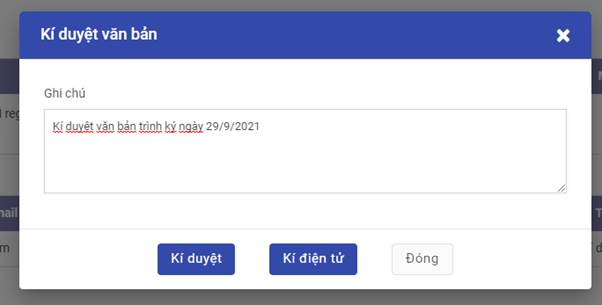 Kí duyệt văn bản
Ghi chú
Kí duyệt văn bản trình ký ngày 29/9/2021
Kí duyệt
Kí điện tử
Đóng